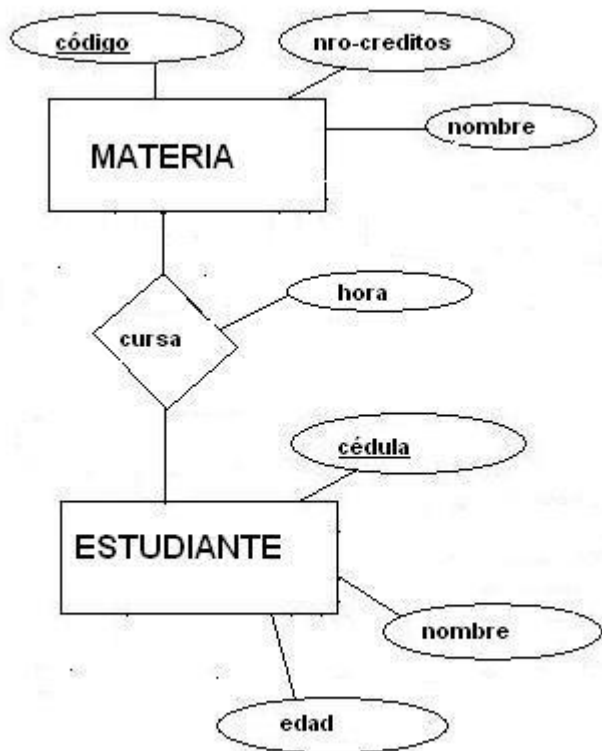 código
nro-creditos
nombre
MATERIA
hora
cursa
cédula
ESTUDIANTE
nombre
edad